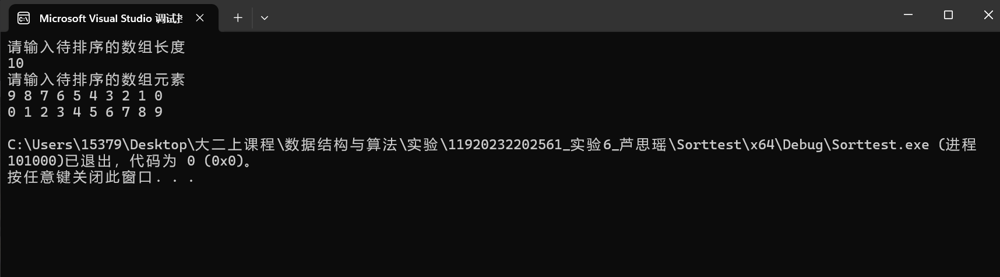 Microsoft Visual Studio 调试
请输入待排序的数组长度
10
请输入待排序的数组元素
9 8 7 6 5 4 3 2 1 0
0 1 2 3 4 5 6 7 8 9
C:\Users\15379\Desktop\大二上课程\数据结构与算法\实验\11920232202561_实验6_芦思瑶\Sorttest\x64\Debug\Sorttest.exe (进程
101000)已退出，代码为 0 (0x0)。
按任意键关闭此窗口. . .